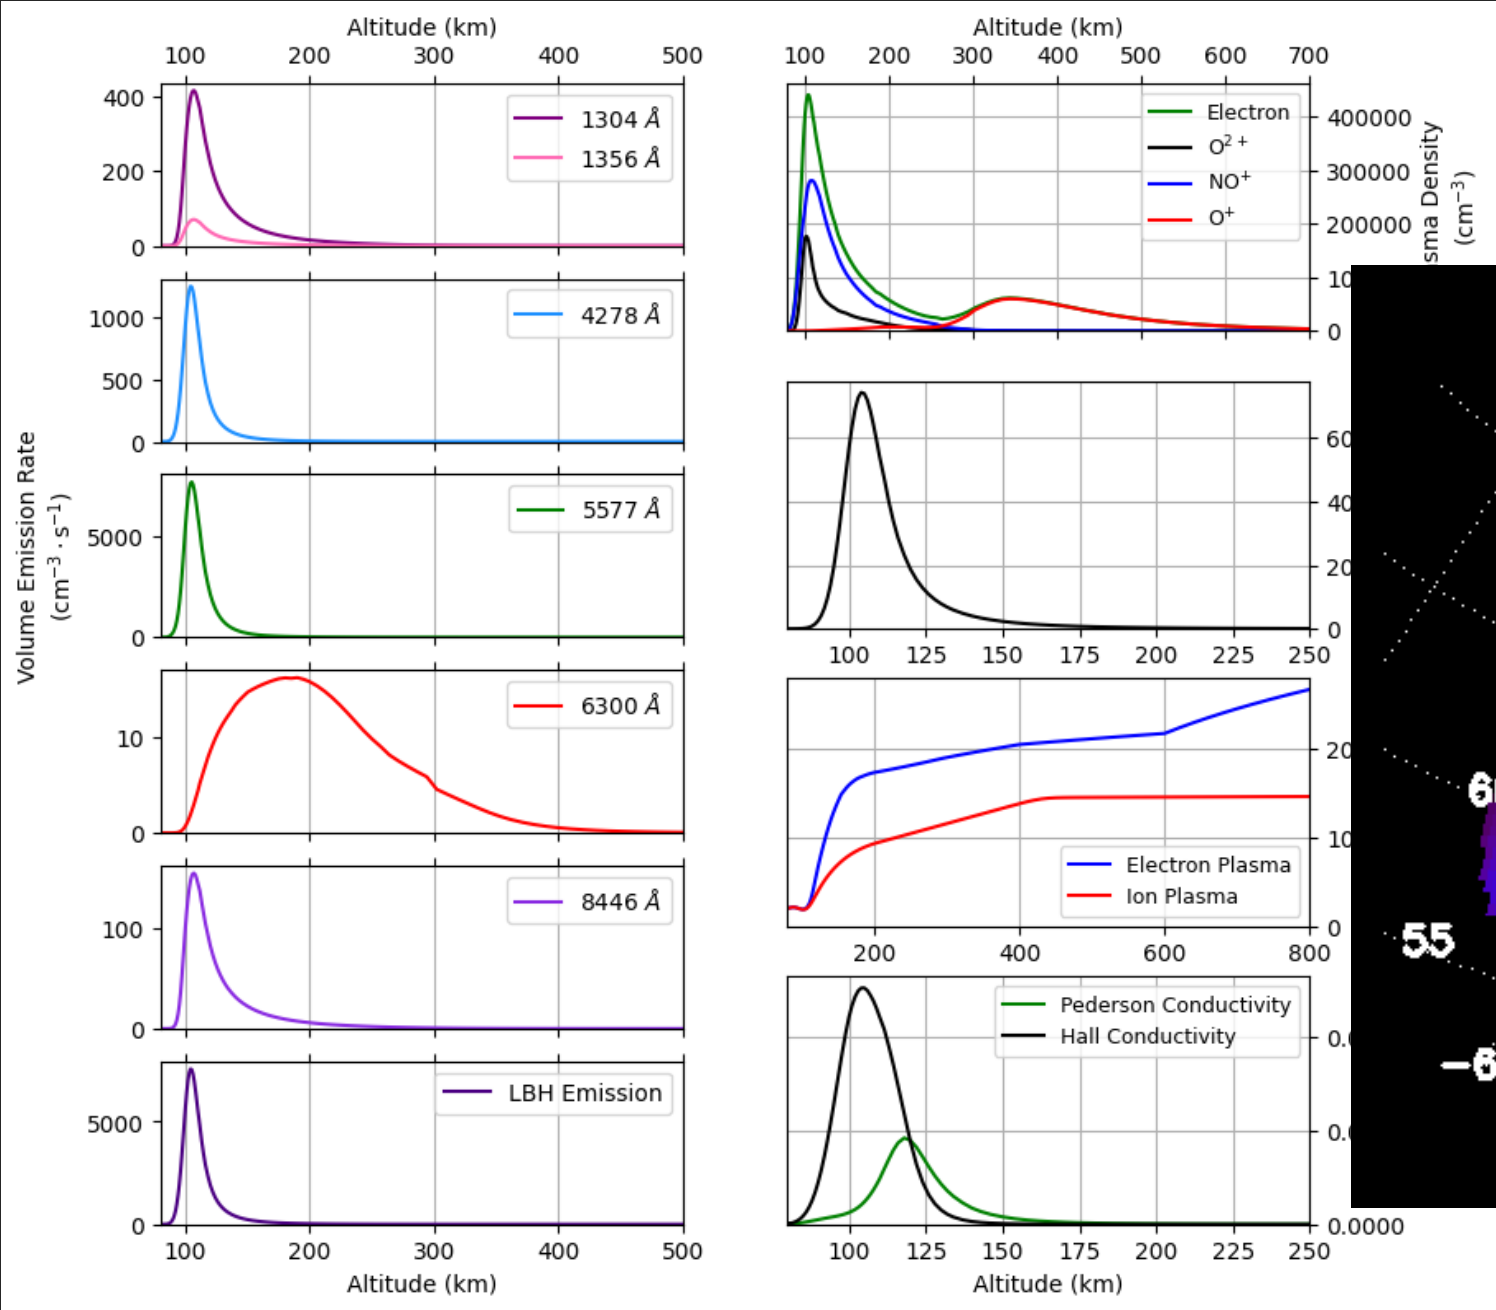 Altitude (km)
100 200 300 400 500
400
200
0
1304 Å
1356 Å
1000
500
0
4278 Å
5000
0
5577 Å
Volume Emission Rate
(cm⁻³ · s⁻¹)
10
0
6300 Å
100
0
8446 Å
5000
0
LBH Emission
100 200 300 400 500
Altitude (km)
Altitude (km)
100 200 300 400 500 600 700
Electron
O²⁺
NO⁺
O⁺
400000
300000
200000
10
0
sma Density
(cm⁻³)
60
40
20
0
100 125 150 175 200 225 250
20
10
0
Electron Plasma
Ion Plasma
200 400 600 800
Pederson Conductivity
Hall Conductivity
0.0000
100 125 150 175 200 225 250
Altitude (km)
55